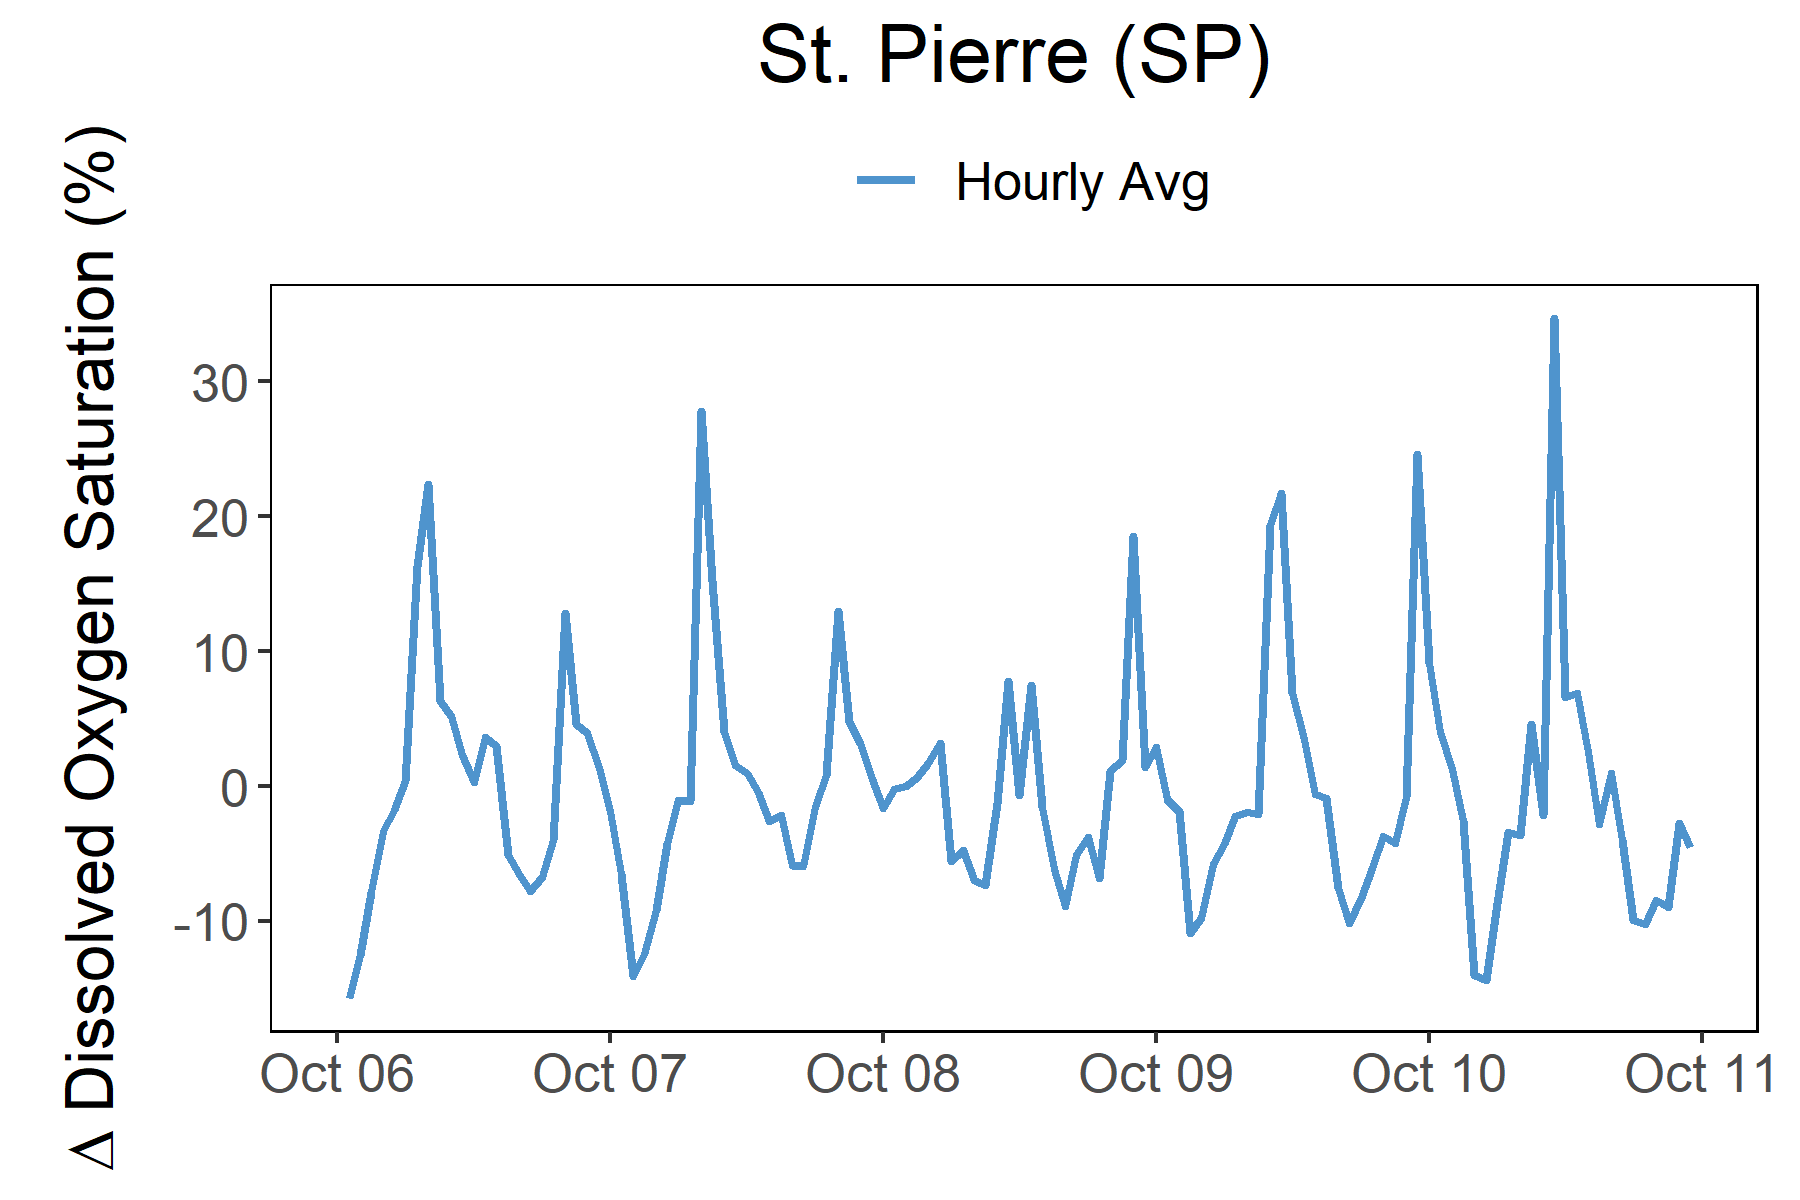 St. Pierre (SP)
Hourly Avg
Δ Dissolved Oxygen Saturation (%)
30
20
10
0
-10
Oct 06
Oct 07
Oct 08
Oct 09
Oct 10
Oct 11